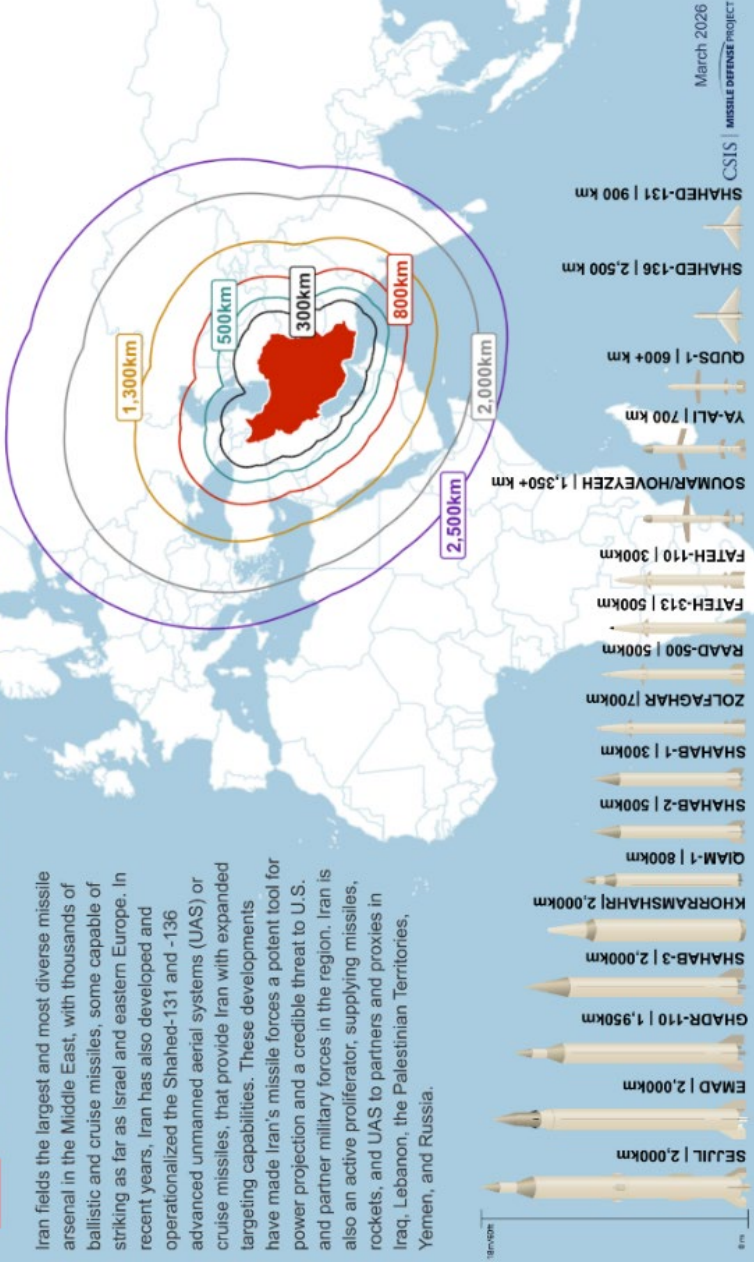 Iran fields the largest and most diverse missile
arsenal in the Middle East, with thousands of
ballistic and cruise missiles, some capable of
striking as far as Israel and eastern Europe. In
recent years, Iran has also developed and
operationalized the Shahed-131 and -136
advanced unmanned aerial systems (UAS) or
cruise missiles, that provide Iran with expanded
targeting capabilities. These developments
have made Iran's missile forces a potent tool for
power projection and a credible threat to U.S.
and partner military forces in the region. Iran is
also an active proliferator, supplying missiles,
rockets, and UAS to partners and proxies in
Iraq, Lebanon, the Palestinian Territories,
Yemen, and Russia.
1,300km
500km
300km
800km
2,000km
2,500km
18m/60ft
0 m
SEJJIL | 2,000km
EMAD | 2,000km
GHADR-110 | 1,950km
SHAHAB-3 | 2,000km
KHORRAMSHAHR| 2,000km
QIAM-1 | 800km
SHAHAB-2 | 500km
SHAHAB-1 | 300km
ZOLFAGHAR |700km
RAAD-500 | 500km
FATEH-313 | 500km
FATEH-110 | 300km
SOUMAR/HOVEYZEH | 1,350+ km
YA-ALI | 700 km
QUDS-1 | 600+ km
SHAHED-136 | 2,500 km
SHAHED-131 | 900 km
March 2026
CSIS | MISSILE DEFENSE PROJECT